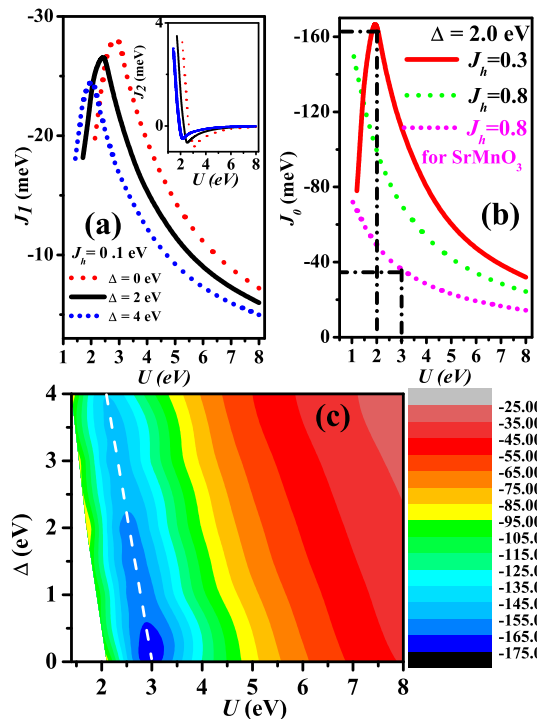 -30
-20
-10
J1 (meV)
1 2 3 4 5 6 7 8
U (eV)
(a)
Jh= 0 .1 eV
Δ = 0 eV
Δ = 2 eV
Δ = 4 eV
4
0
J2 (meV)
2 4 6 8
U (eV)
-160
-120
-80
-40
0
J0 (meV)
0 1 2 3 4 5 6 7 8
U (eV)
Δ = 2.0 eV
Jh=0.3
Jh=0.8
Jh=0.8
for SrMnO3
(b)
4
3
2
1
0
Δ (eV)
2 3 4 5 6 7 8
U (eV)
(c)
-25.00
-35.00
-45.00
-55.00
-65.00
-75.00
-85.00
-95.00
-105.0
-115.0
-125.0
-135.0
-145.0
-155.0
-165.0
-175.0